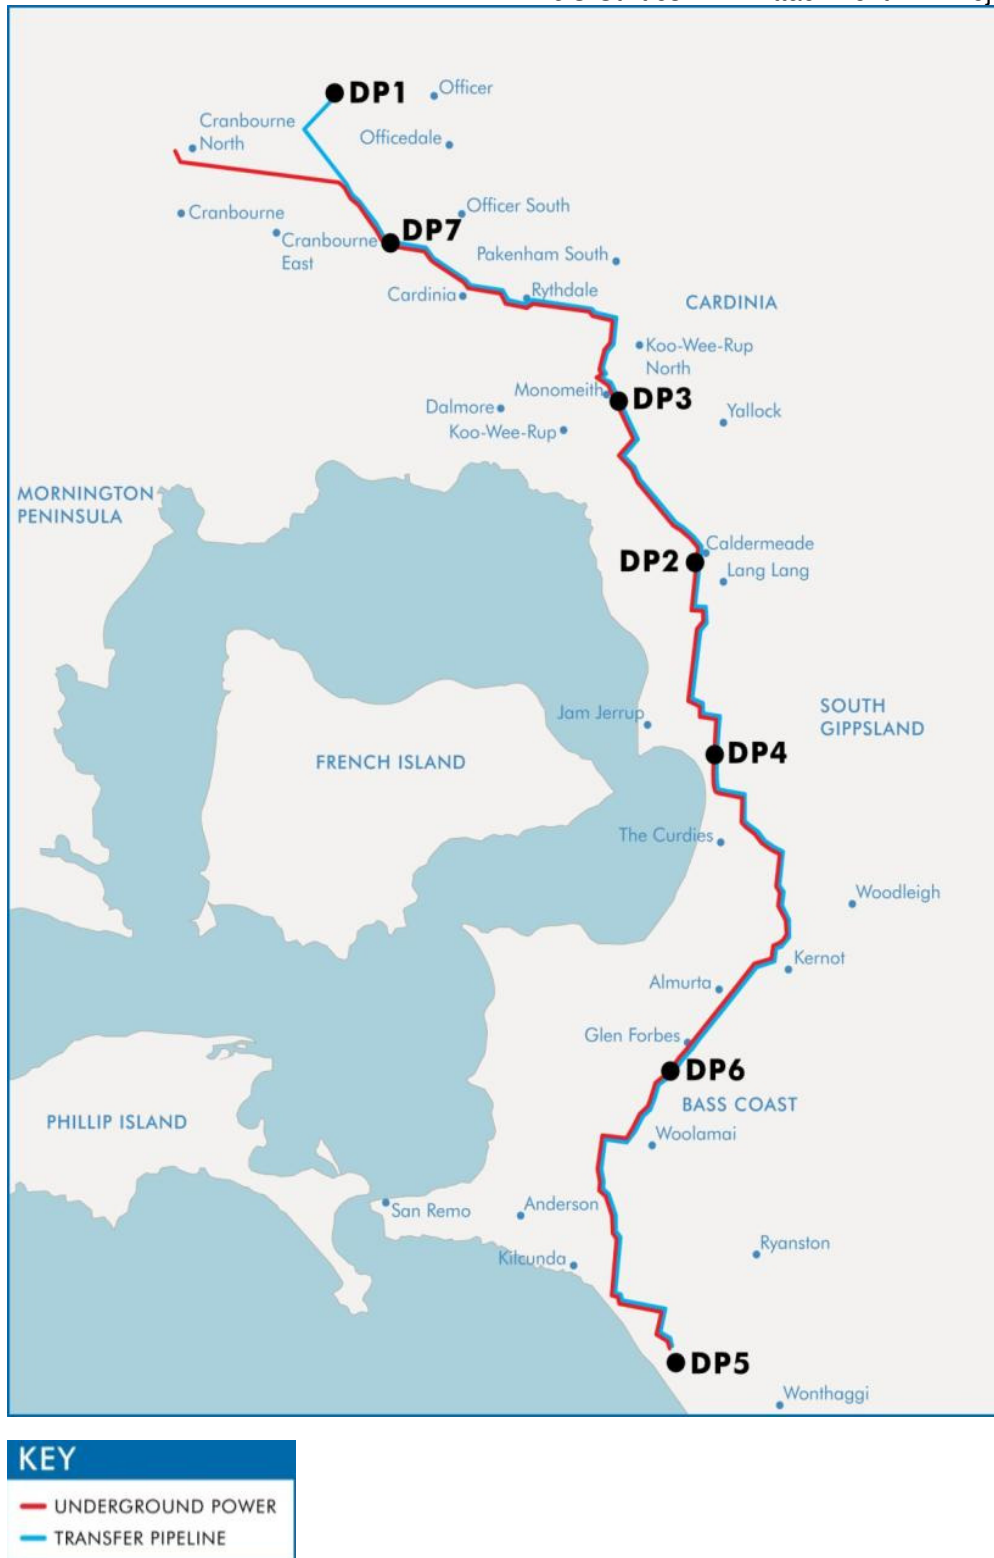 DP1
Officer
Cranbourne
North
Officedale
Cranbourne
Officer South
DP7
Cranbourne
East
Pakenham South
Cardinia
Rythdale
CARDINIA
Koo-Wee-Rup
North
Monomeith
DP3
Dalmore
Yallock
Koo-Wee-Rup
MORNINGTON
PENINSULA
Caldermeade
DP2
Lang Lang
Jam Jerrup
SOUTH
GIPPSLAND
FRENCH ISLAND
DP4
The Curdies
Woodleigh
Kernot
Almurta
Glen Forbes
DP6
BASS COAST
PHILLIP ISLAND
Woolamai
San Remo
Anderson
Ryanston
Kilcunda
DP5
Wonthaggi
KEY
UNDERGROUND POWER
TRANSFER PIPELINE